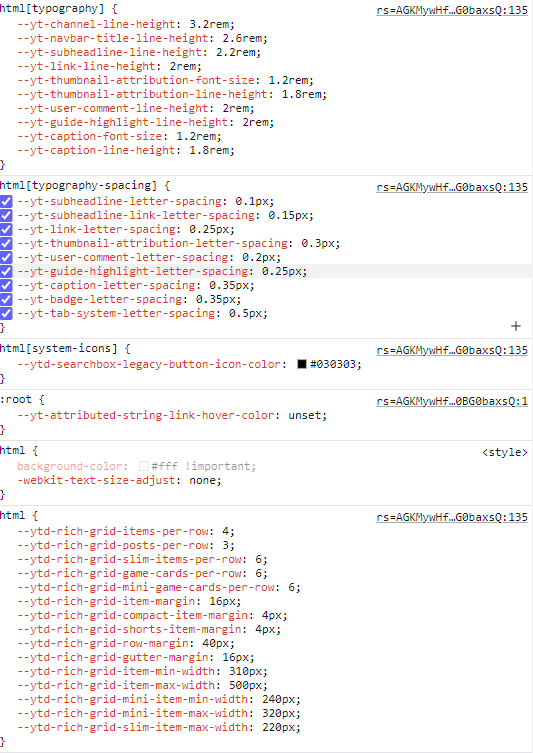 html[typography] { rs=AGKMywHf…G0baxsQ:135
--yt-channel-line-height: 3.2rem;
--yt-navbar-title-line-height: 2.6rem;
--yt-subheadline-line-height: 2.2rem;
--yt-link-line-height: 2rem;
--yt-thumbnail-attribution-font-size: 1.2rem;
--yt-thumbnail-attribution-line-height: 1.8rem;
--yt-user-comment-line-height: 2rem;
--yt-guide-highlight-line-height: 2rem;
--yt-caption-font-size: 1.2rem;
--yt-caption-line-height: 1.8rem;
}
html[typography-spacing] { rs=AGKMywHf…G0baxsQ:135
--yt-subheadline-letter-spacing: 0.1px;
--yt-subheadline-link-letter-spacing: 0.15px;
--yt-link-letter-spacing: 0.25px;
--yt-thumbnail-attribution-letter-spacing: 0.3px;
--yt-user-comment-letter-spacing: 0.2px;
--yt-guide-highlight-letter-spacing: 0.25px;
--yt-caption-letter-spacing: 0.35px;
--yt-badge-letter-spacing: 0.35px;
--yt-tab-system-letter-spacing: 0.5px;
}
html[system-icons] { rs=AGKMywHf…G0baxsQ:135
--ytd-searchbox-legacy-button-icon-color: #030303;
}
:root { rs=AGKMywHf…0BG0baxsQ:1
--yt-attributed-string-link-hover-color: unset;
}
html { <style>
background-color: #fff !important;
-webkit-text-size-adjust: none;
}
html { rs=AGKMywHf…G0baxsQ:135
--ytd-rich-grid-items-per-row: 4;
--ytd-rich-grid-posts-per-row: 3;
--ytd-rich-grid-slim-items-per-row: 6;
--ytd-rich-grid-game-cards-per-row: 6;
--ytd-rich-grid-mini-game-cards-per-row: 6;
--ytd-rich-grid-item-margin: 16px;
--ytd-rich-grid-compact-item-margin: 4px;
--ytd-rich-grid-shorts-item-margin: 4px;
--ytd-rich-grid-row-margin: 40px;
--ytd-rich-grid-gutter-margin: 16px;
--ytd-rich-grid-item-min-width: 310px;
--ytd-rich-grid-item-max-width: 500px;
--ytd-rich-grid-mini-item-min-width: 240px;
--ytd-rich-grid-mini-item-max-width: 320px;
--ytd-rich-grid-slim-item-max-width: 220px;
}